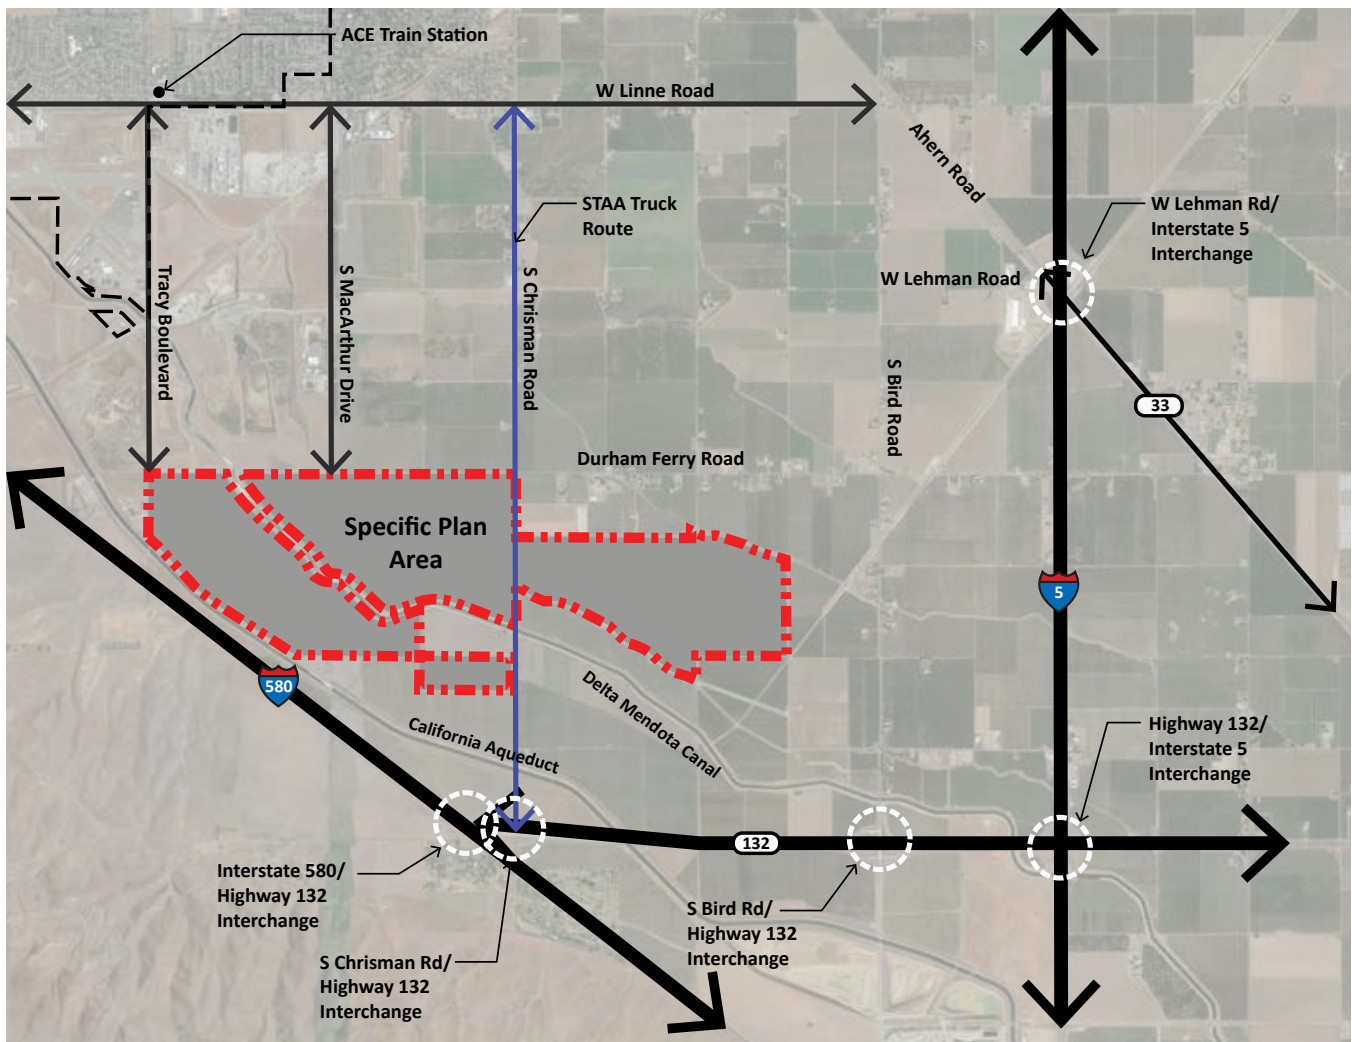 ACE Train Station
W Linne Road
Ahern Road
STAA Truck
Route
W Lehman Rd/
Interstate 5
Interchange
W Lehman Road
Tracy Boulevard
S MacArthur Drive
S Chrisman Road
S Bird Road
33
Durham Ferry Road
Specific Plan
Area
5
580
Delta Mendota Canal
California Aqueduct
Highway 132/
Interstate 5
Interchange
132
Interstate 580/
Highway 132
Interchange
S Bird Rd/
Highway 132
Interchange
S Chrisman Rd/
Highway 132
Interchange